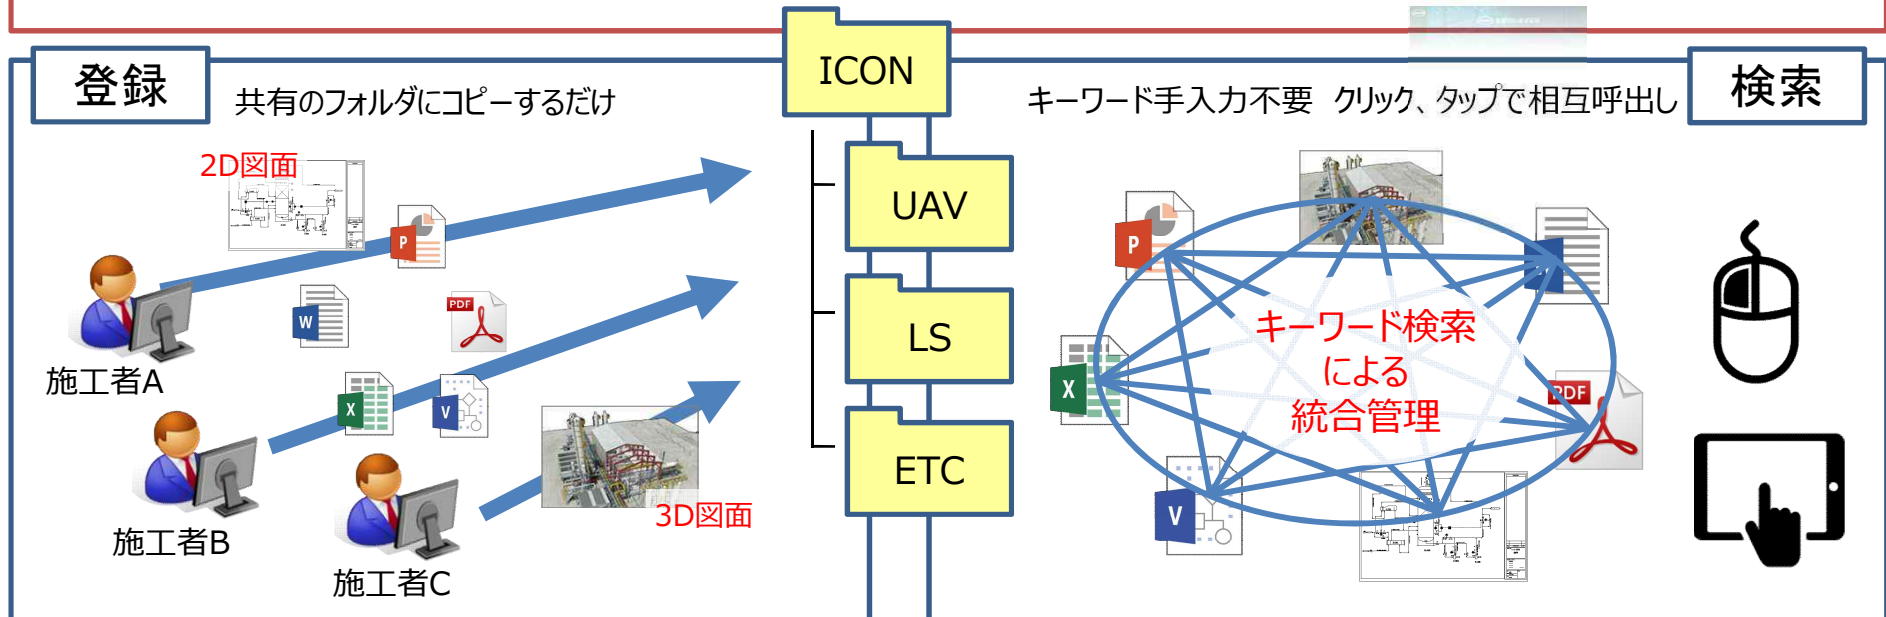 登録
共有のフォルダにコピーするだけ
2D図面
P
W
PDF
X
V
3D図面
施工者A
施工者B
施工者C
ICON
UAV
LS
ETC
キーワード手入力不要 クリック、タップで相互呼出し
検索
P
W
X
PDF
V
キーワード検索
による
統合管理